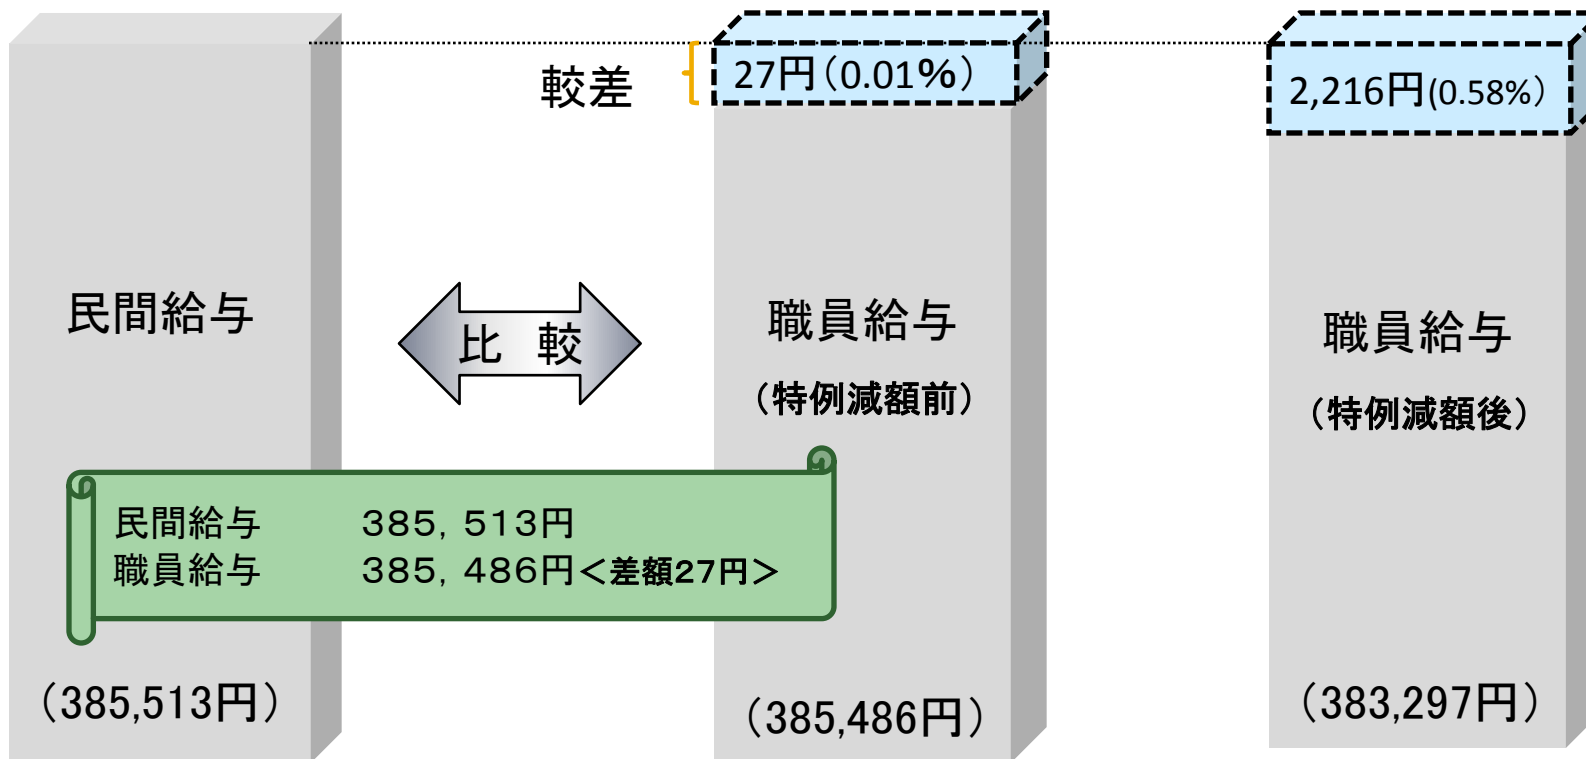 較差
27円（0.01%）
2,216円(0.58%）
民間給与
比 較
職員給与
（特例減額前）
職員給与
（特例減額後）
民間給与　　　385，513円
職員給与　　　385，486円＜差額27円＞
（385,513円）
（385,486円）
（383,297円）